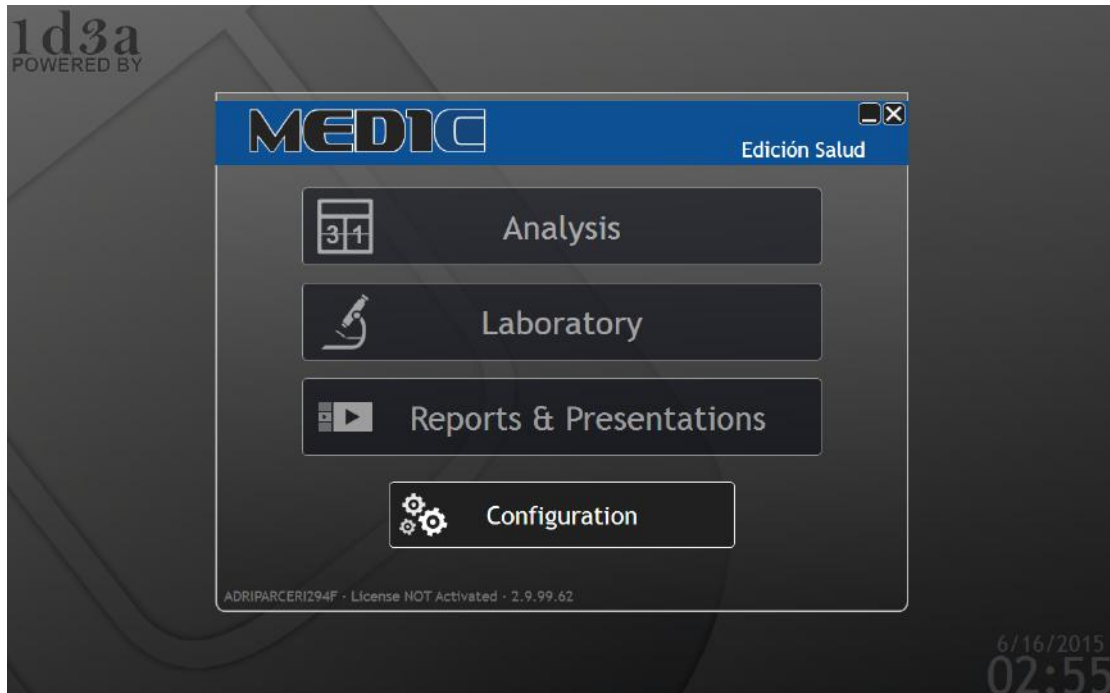 1d3a
POWERED BY
MED1C
Edición Salud
31
Analysis
Laboratory
Reports & Presentations
Configuration
ADRIPARCERI294F - License NOT Activated - 2.9.99.62
6/16/2015
02:55